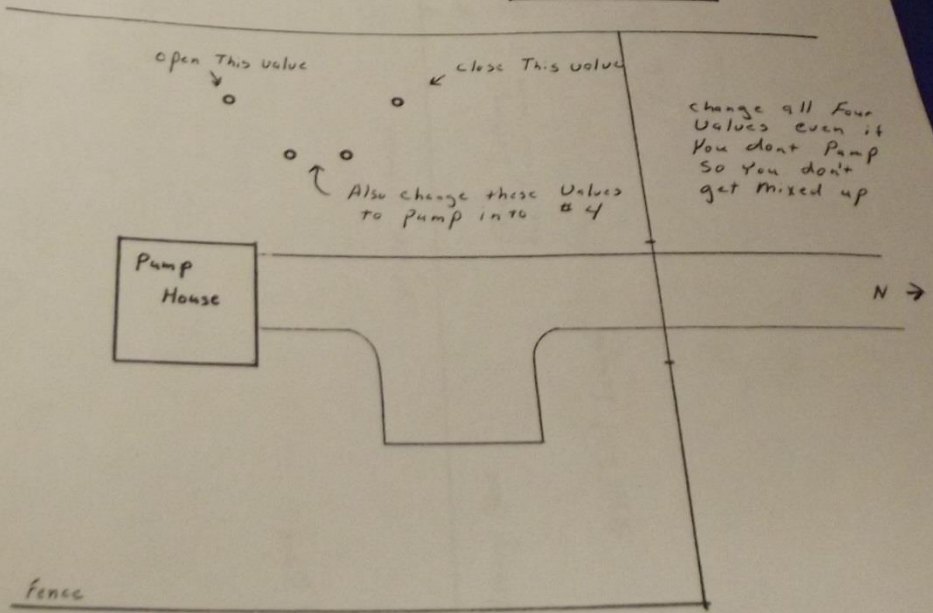 open This valve
close This valve
change all Four
valves even if
you dont Pump
so you don't
get mixed up
Also change these valves
to pump into #4
Pump
House
N →
Fence